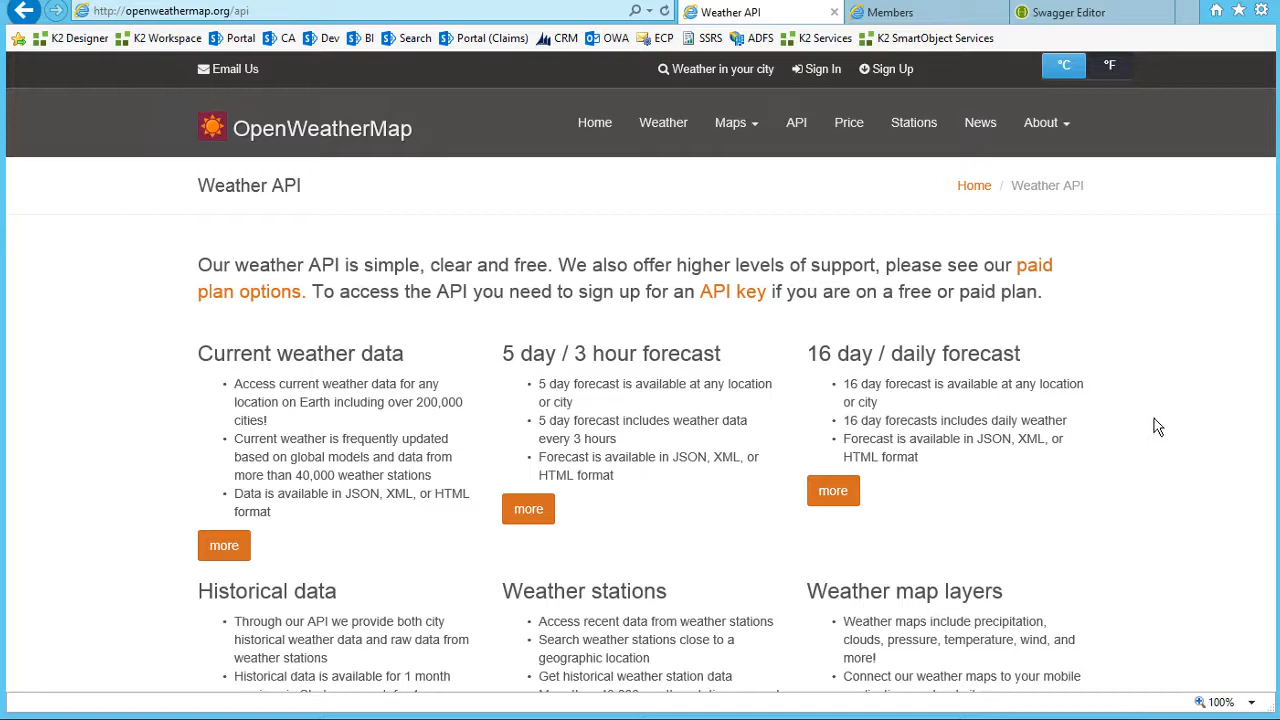 http://openweathermap.org/api
Weather API
Members
Swagger Editor
K2 Designer K2 Workspace Portal CA Dev BI Search Portal (Claims) CRM OWA ECP SSRS ADFS K2 Services K2 SmartObject Services
Email Us
Weather in your city Sign In Sign Up
°C °F
OpenWeatherMap
Home Weather Maps API Price Stations News About
Weather API
Home / Weather API
Our weather API is simple, clear and free. We also offer higher levels of support, please see our paid
plan options. To access the API you need to sign up for an API key if you are on a free or paid plan.
Current weather data
• Access current weather data for any
location on Earth including over 200,000
cities!
• Current weather is frequently updated
based on global models and data from
more than 40,000 weather stations
• Data is available in JSON, XML, or HTML
format
more
5 day / 3 hour forecast
• 5 day forecast is available at any location
or city
• 5 day forecast includes weather data
every 3 hours
• Forecast is available in JSON, XML, or
HTML format
more
16 day / daily forecast
• 16 day forecast is available at any location
or city
• 16 day forecasts includes daily weather
• Forecast is available in JSON, XML, or
HTML format
more
Historical data
• Through our API we provide both city
historical weather data and raw data from
weather stations
• Historical data is available for 1 month
Weather stations
• Access recent data from weather stations
• Search weather stations close to a
geographic location
• Get historical weather station data
Weather map layers
• Weather maps include precipitation,
clouds, pressure, temperature, wind, and
more!
• Connect our weather maps to your mobile
100%